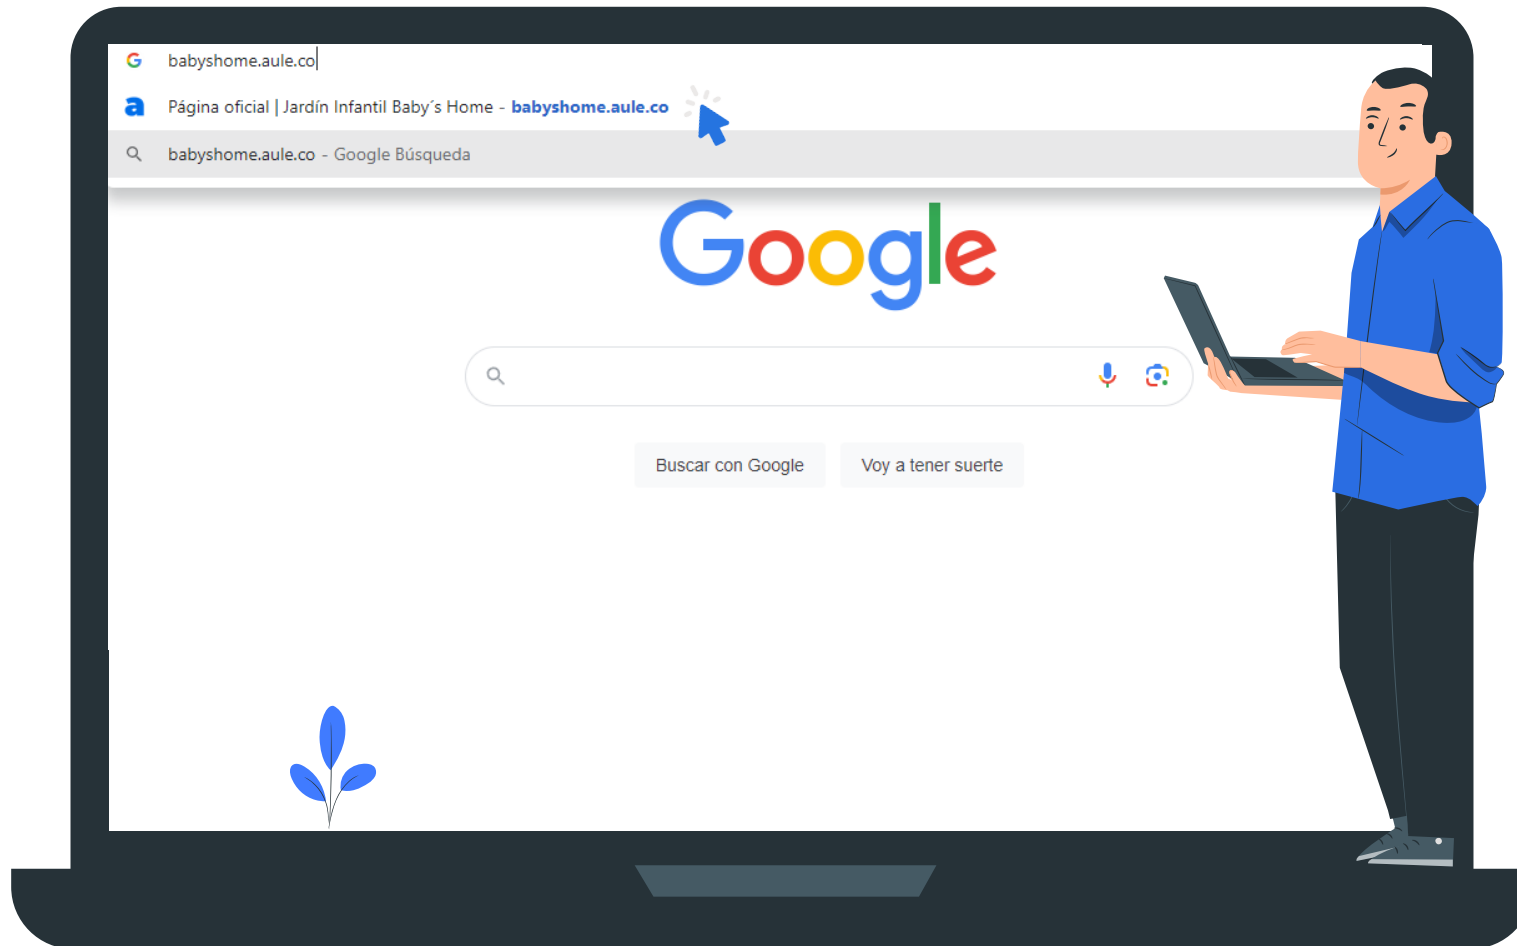 babyshome.aule.co
Página oficial | Jardín Infantil Baby´s Home - babyshome.aule.co
babyshome.aule.co - Google Búsqueda
Google
Buscar con Google
Voy a tener suerte